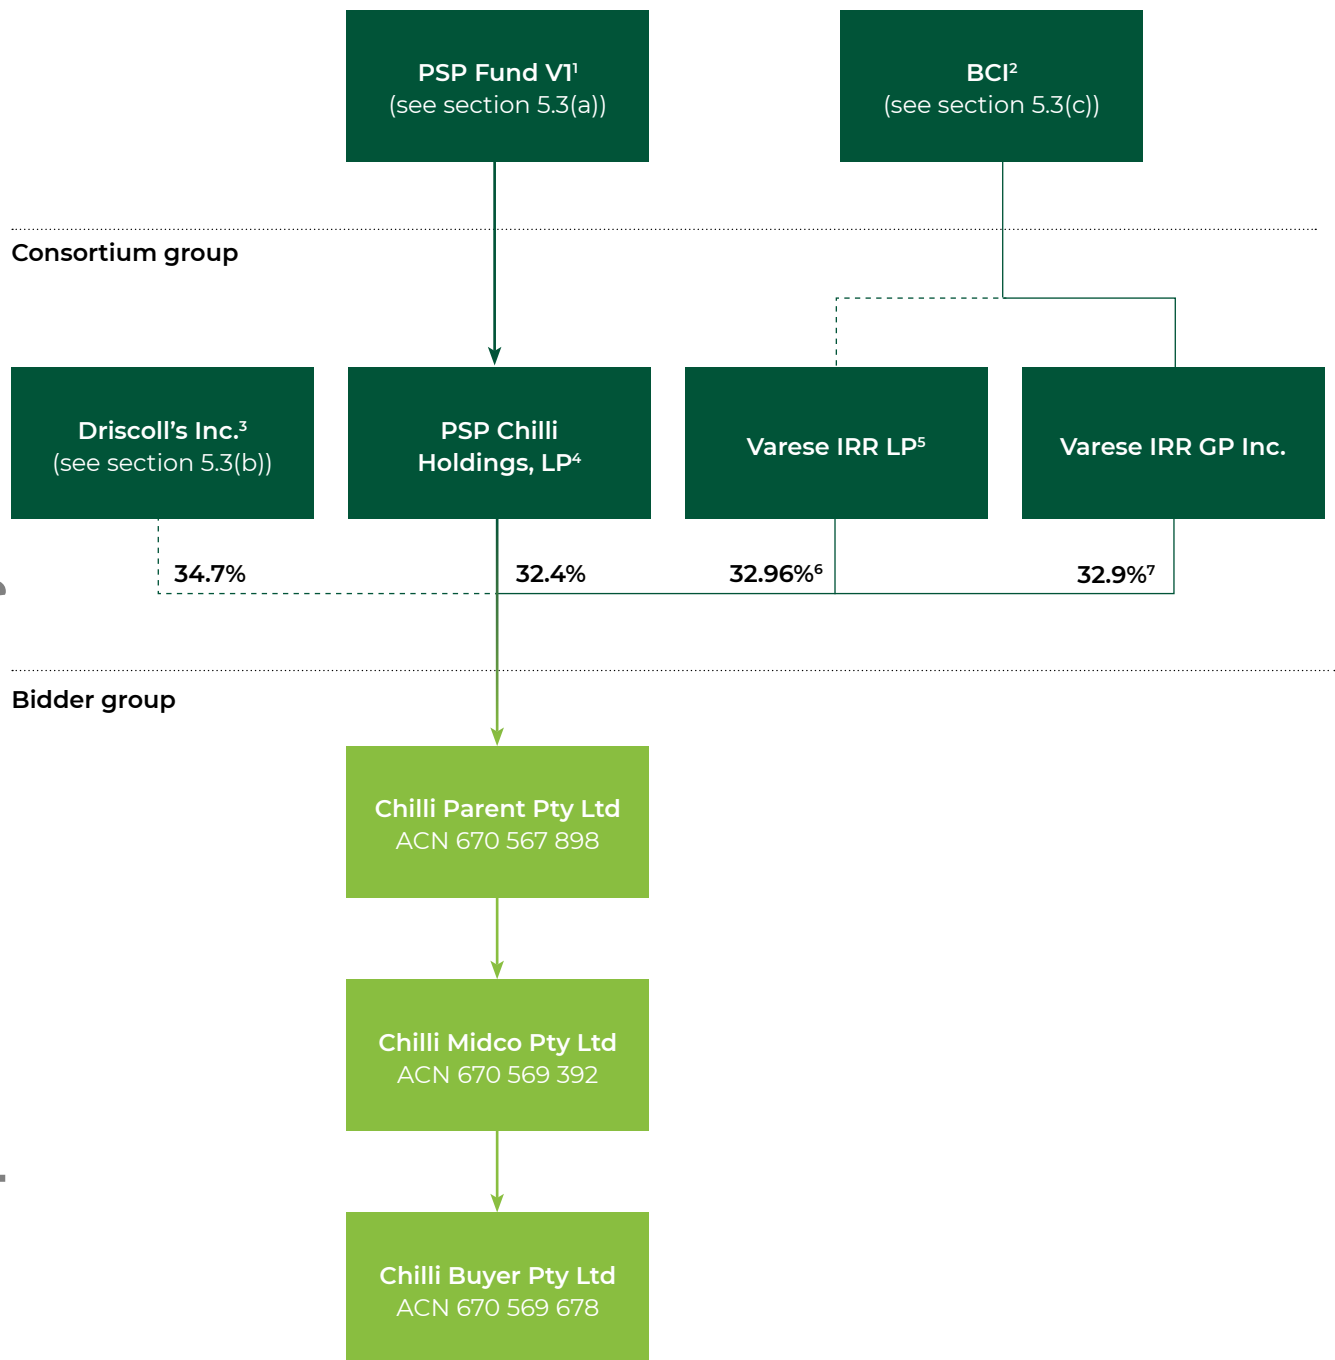 PSP Fund V1¹
(see section 5.3(a))
BCI²
(see section 5.3(c))
Consortium group
Driscoll's Inc.³
(see section 5.3(b))
PSP Chilli
Holdings, LP⁴
Varese IRR LP⁵
Varese IRR GP Inc.
34.7%
32.4%
32.96%⁶
32.9%⁷
Bidder group
Chilli Parent Pty Ltd
ACN 670 567 898
Chilli Midco Pty Ltd
ACN 670 569 392
Chilli Buyer Pty Ltd
ACN 670 569 678